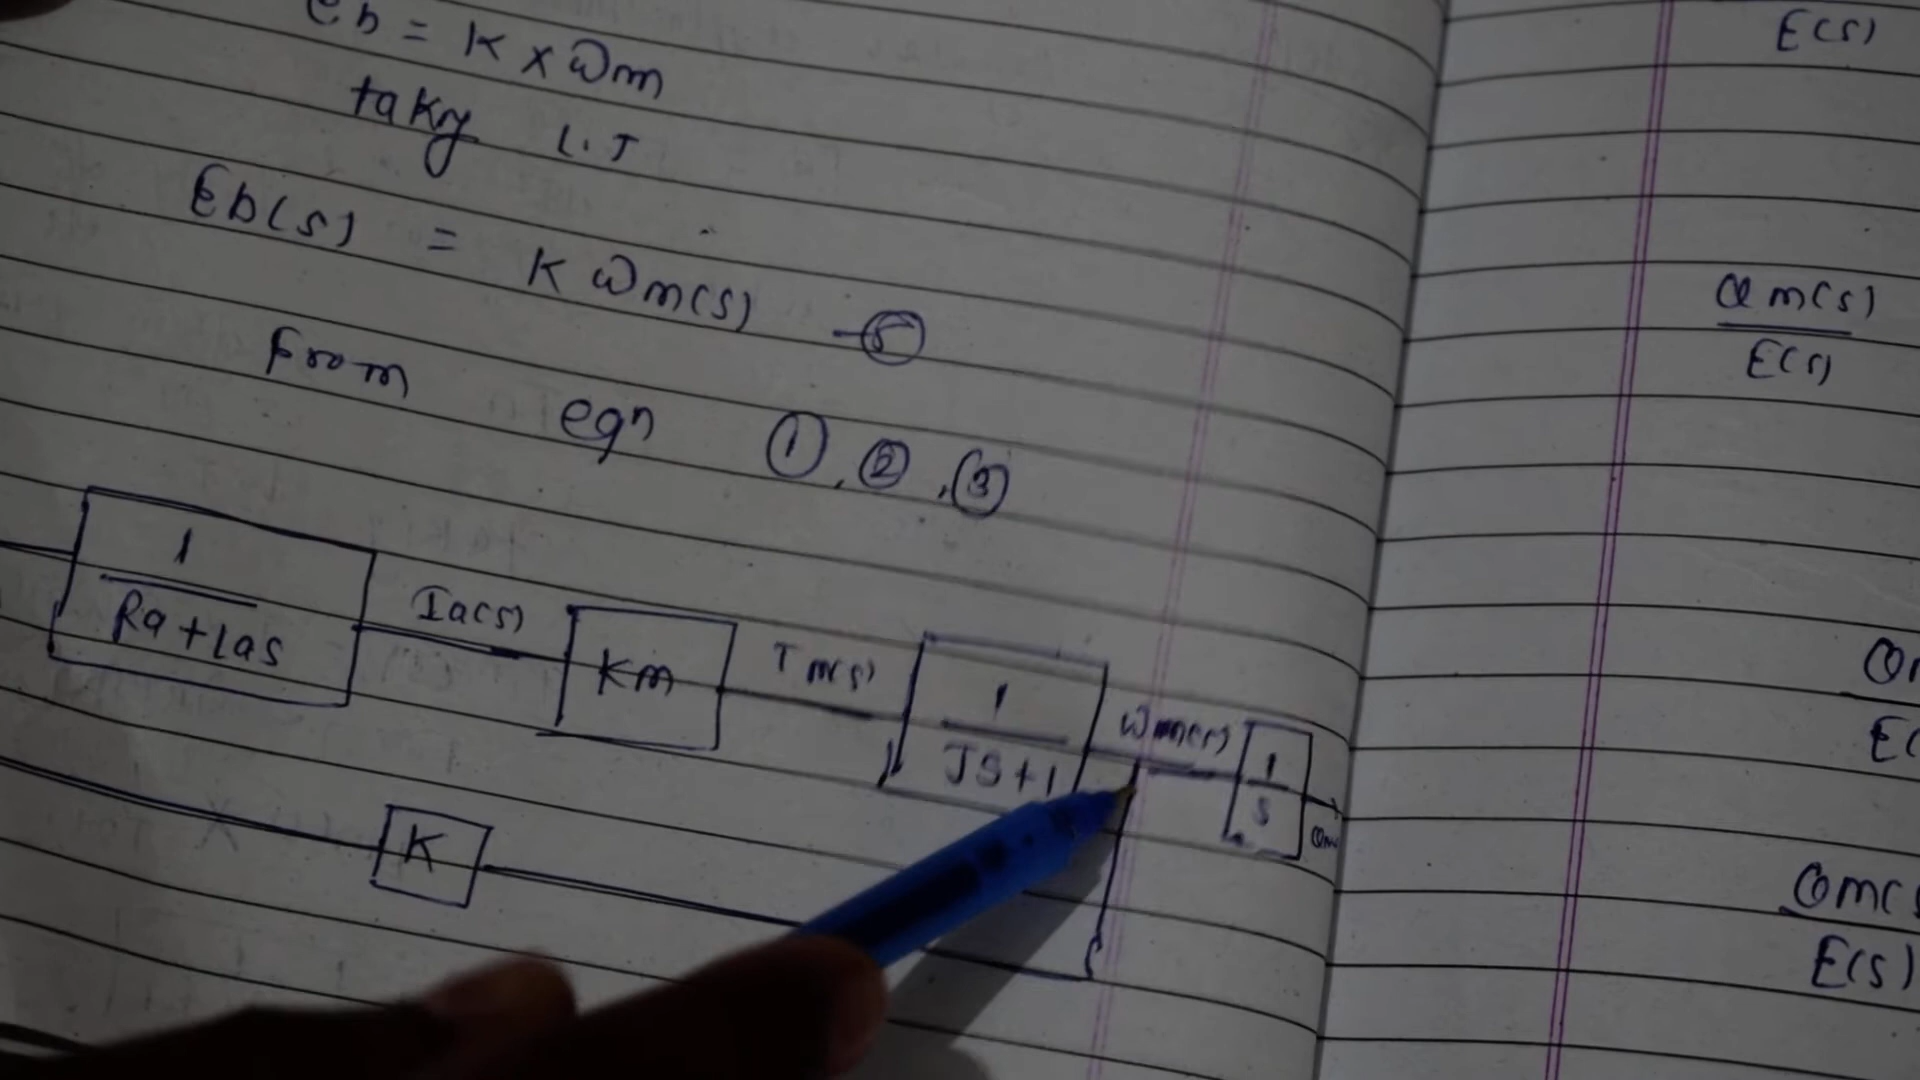 eb = K x ωm
taking L.T
Eb(s) = K ωm(s) -⑤
from eqn ①, ②, ③
1
Ra+Las
Ia(s)
Km
Tm(s)
1
JS+1
ωm(s)
1
s
θm
K
E(s)
θm(s)
E(s)
θm(s
E(s)